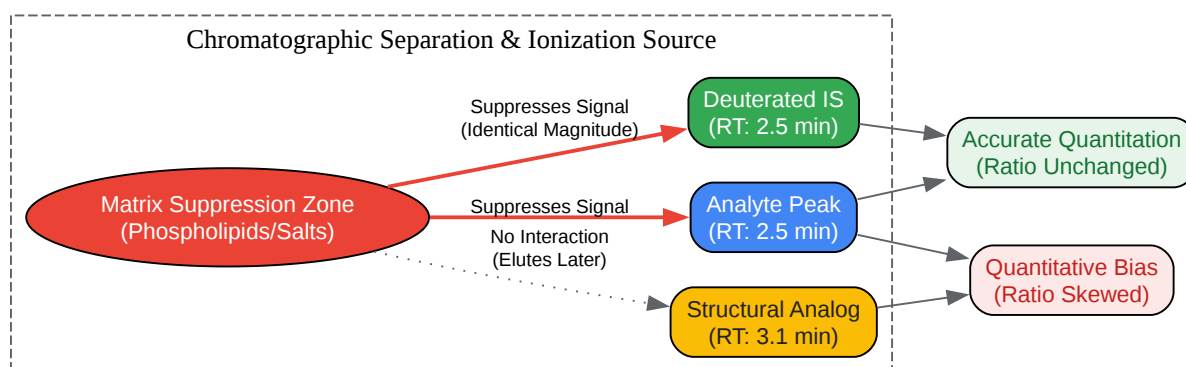 Chromatographic Separation & Ionization Source
Matrix Suppression Zone
(Phospholipids/Salts)
Suppresses Signal
(Identical Magnitude)
Suppresses Signal
No Interaction
(Elutes Later)
Deuterated IS
(RT: 2.5 min)
Analyte Peak
(RT: 2.5 min)
Structural Analog
(RT: 3.1 min)
Accurate Quantitation
(Ratio Unchanged)
Quantitative Bias
(Ratio Skewed)